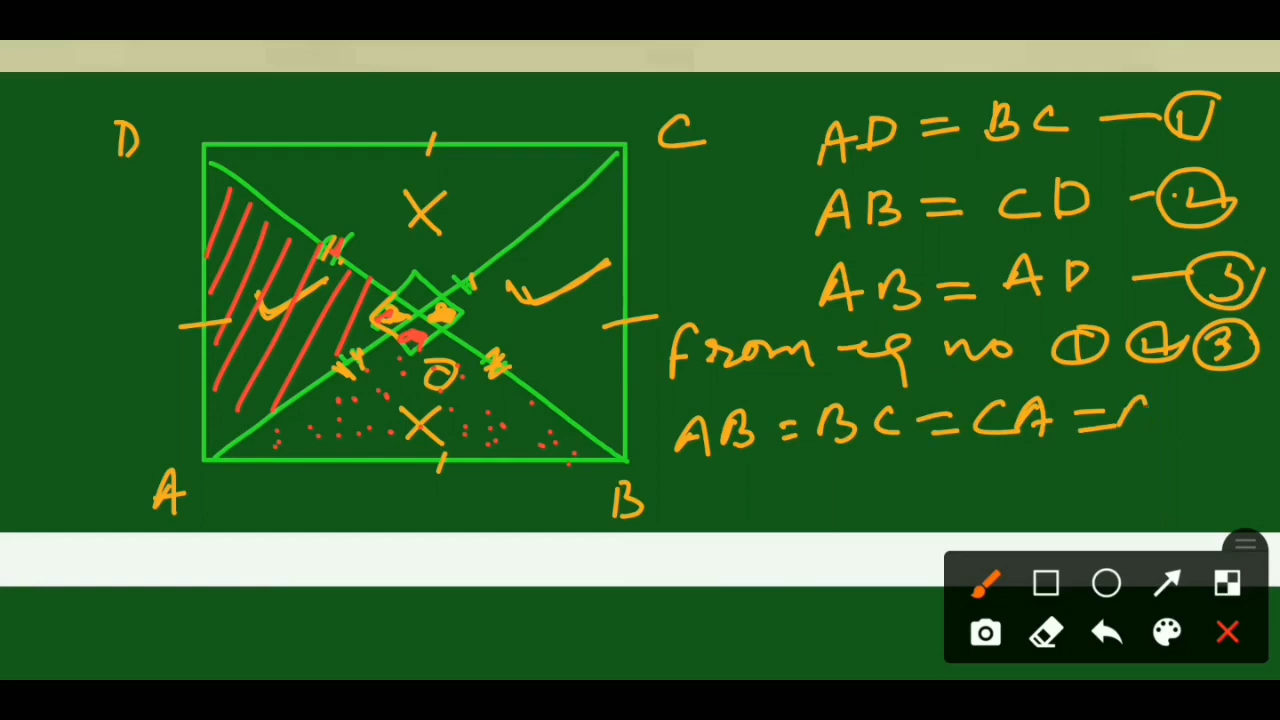 D
C
A
B
O
AD = BC — ①
AB = CD — ②
AB = AD — ③
from eq no ① ② ③
AB = BC = CA =